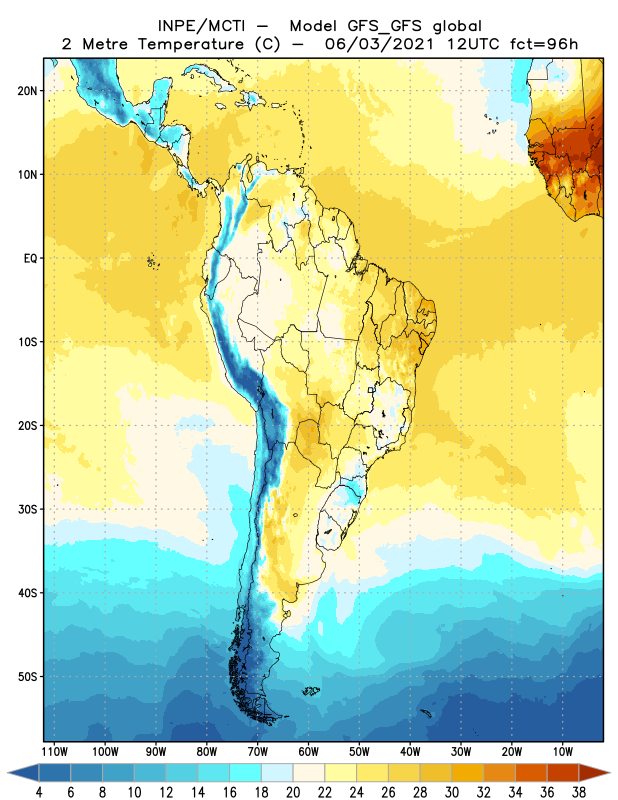 INPE/MCTI – Model GFS_GFS global
2 Metre Temperature (C) – 06/03/2021 12UTC fct=96h
20N
10N
EQ
10S
20S
30S
40S
50S
110W 100W 90W 80W 70W 60W 50W 40W 30W 20W 10W
4 6 8 10 12 14 16 18 20 22 24 26 28 30 32 34 36 38